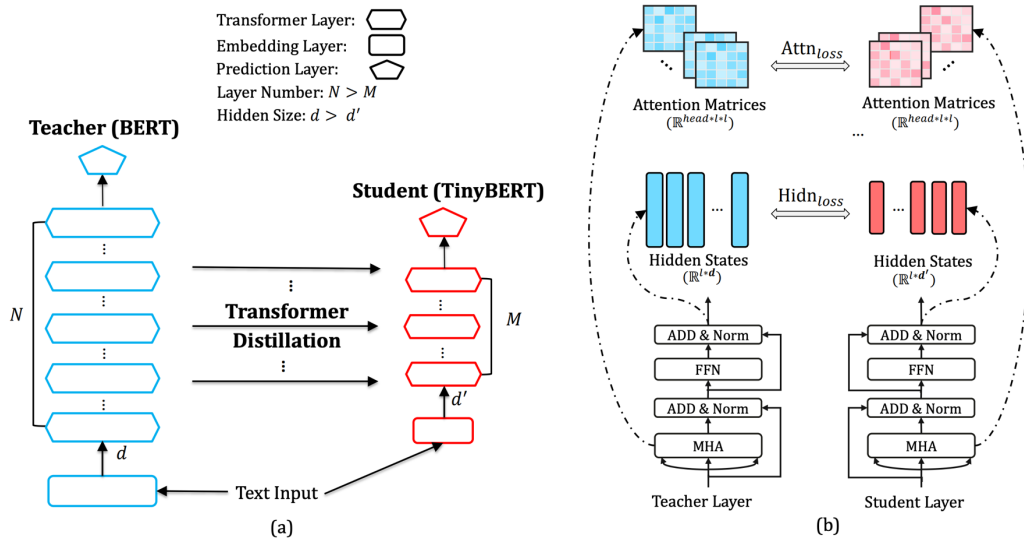 Transformer Layer:
Embedding Layer:
Prediction Layer:
Layer Number: N > M
Hidden Size: d > d′
Teacher (BERT)
Student (TinyBERT)
N
...
...
...
...
...
Transformer
Distillation
...
...
...
M
d
d′
Text Input
(a)
Attn_loss
...
...
Attention Matrices
(ℝ^{head∗l∗l})
Attention Matrices
(ℝ^{head∗l∗l})
...
Hidn_loss
...
...
Hidden States
(ℝ^{l∗d})
Hidden States
(ℝ^{l∗d′})
ADD & Norm
FFN
ADD & Norm
MHA
Teacher Layer
ADD & Norm
FFN
ADD & Norm
MHA
Student Layer
(b)